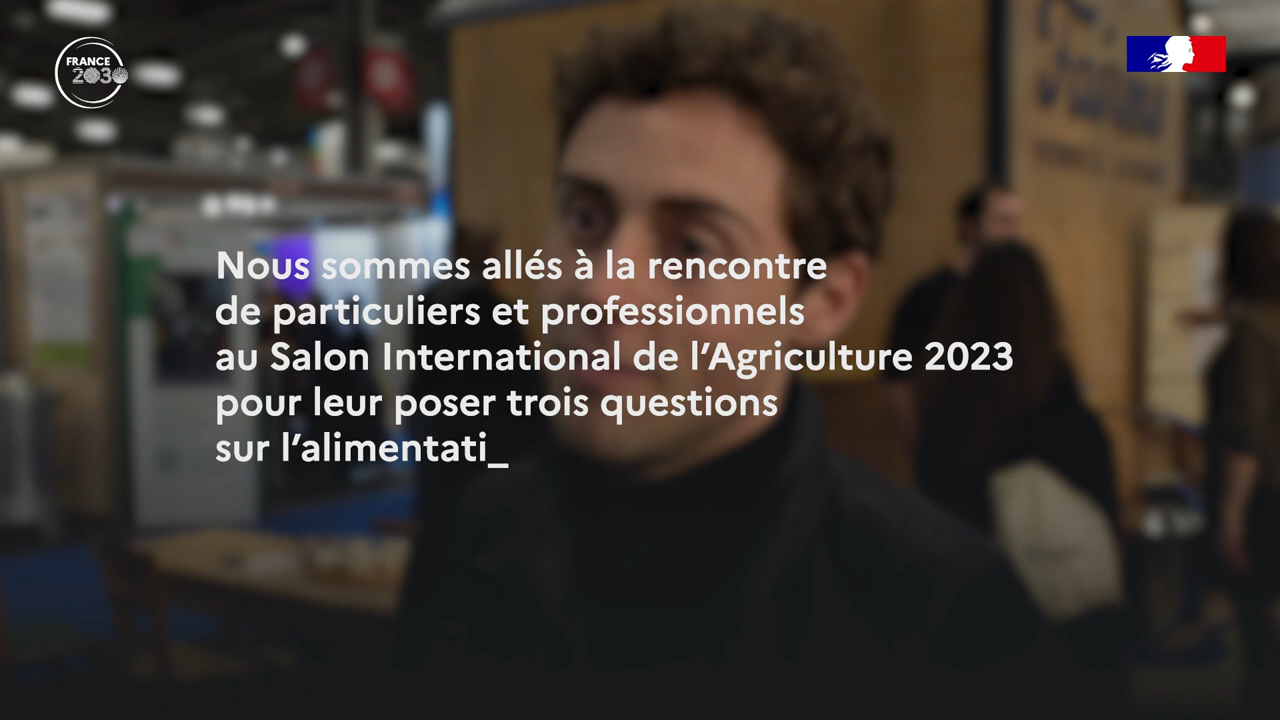 FRANCE
2030
Nous sommes allés à la rencontre
de particuliers et professionnels
au Salon International de l’Agriculture 2023
pour leur poser trois questions
sur l’alimentati_